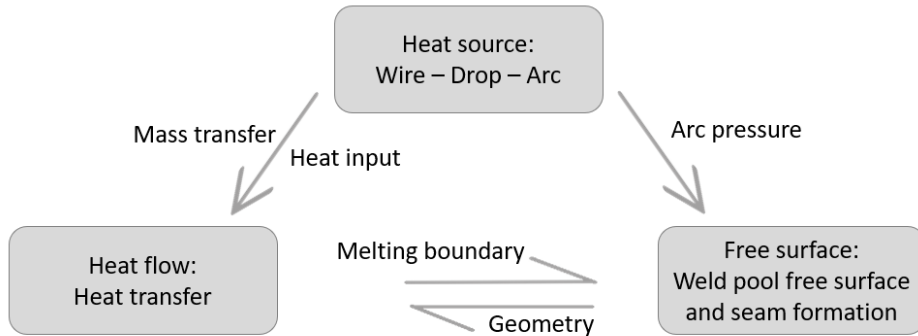 Heat source:
Wire – Drop – Arc
Mass transfer
Heat input
Arc pressure
Heat flow:
Heat transfer
Melting boundary
Geometry
Free surface:
Weld pool free surface
and seam formation